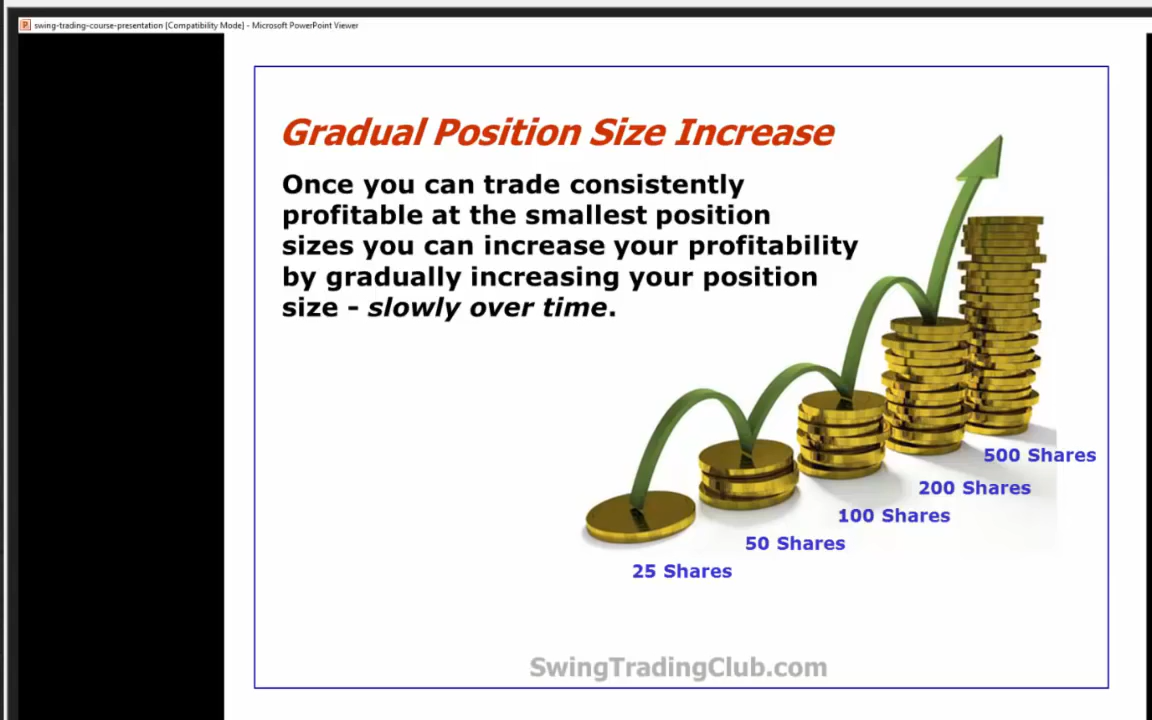 swing-trading-course-presentation [Compatibility Mode] - Microsoft PowerPoint Viewer
Gradual Position Size Increase
Once you can trade consistently
profitable at the smallest position
sizes you can increase your profitability
by gradually increasing your position
size - slowly over time.
500 Shares
200 Shares
100 Shares
50 Shares
25 Shares
SwingTradingClub.com